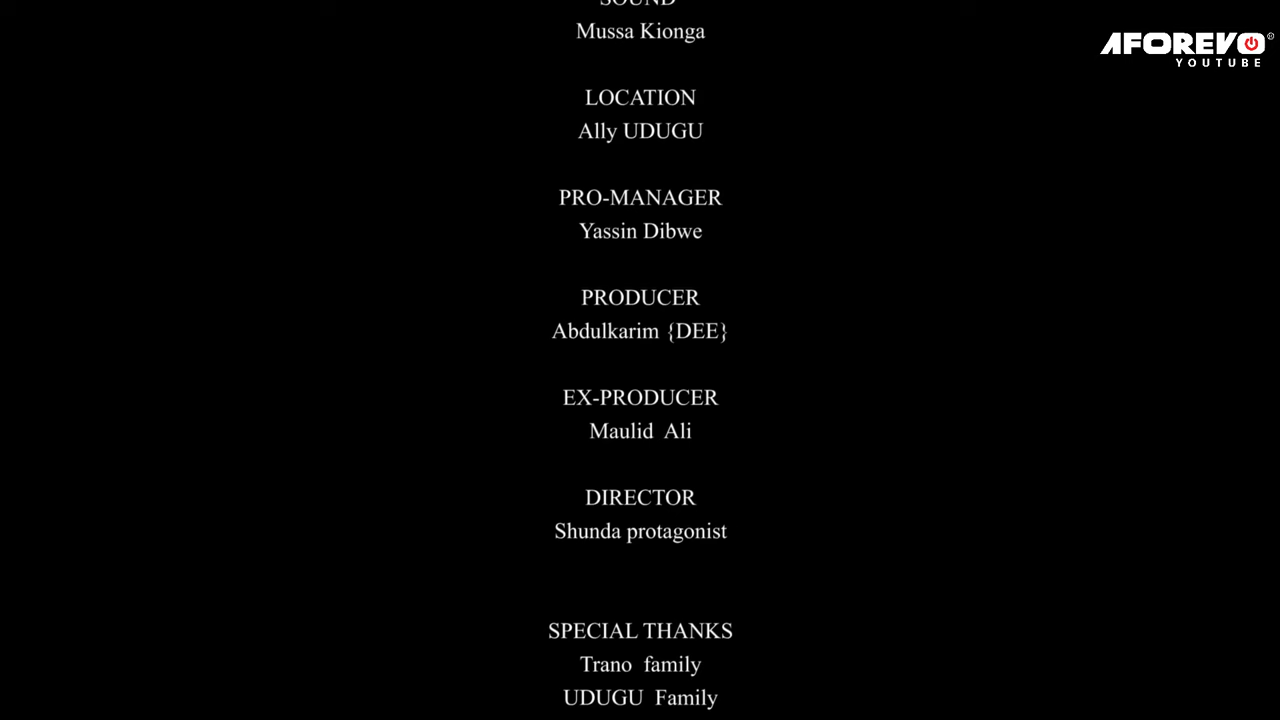 SOUND
Mussa Kionga
AFOREVO®
YOUTUBE
LOCATION
Ally UDUGU
PRO-MANAGER
Yassin Dibwe
PRODUCER
Abdulkarim {DEE}
EX-PRODUCER
Maulid Ali
DIRECTOR
Shunda protagonist
SPECIAL THANKS
Trano family
UDUGU Family